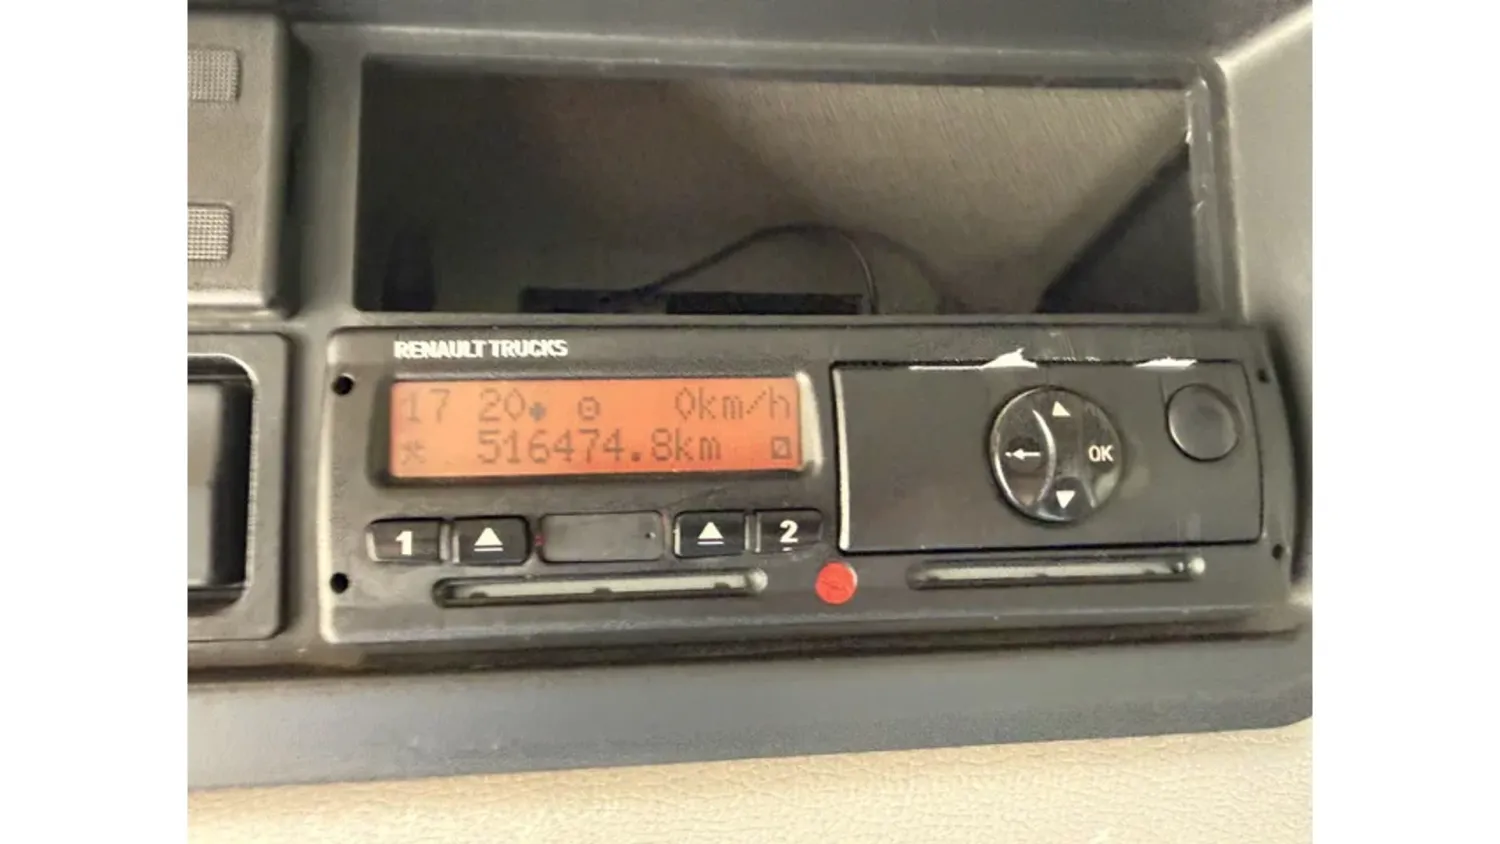 RENAULT TRUCKS
17 20 0km/h
516474.8km
1 2
OK